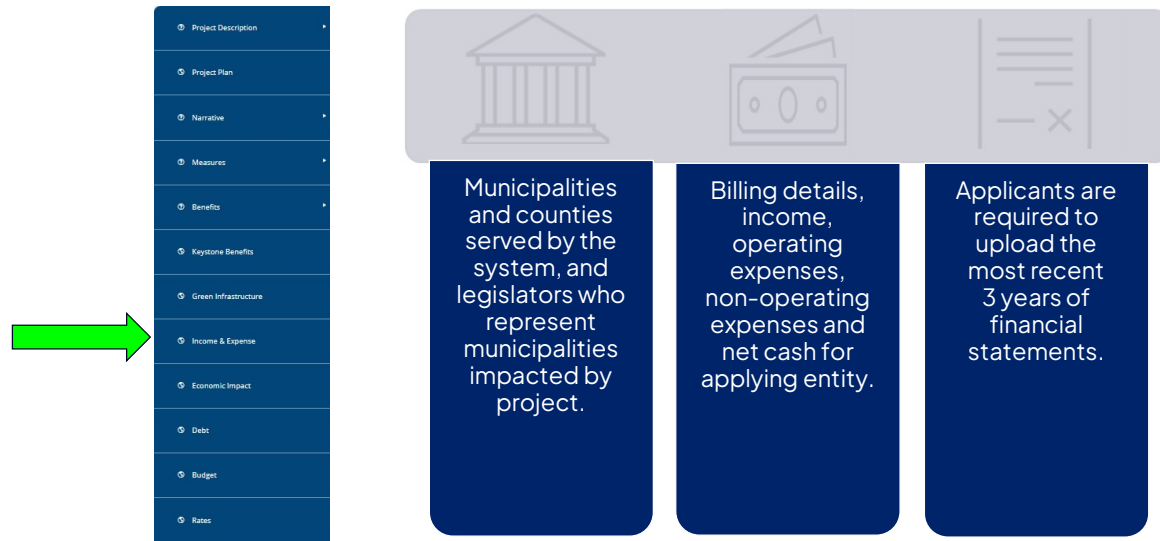 Project Description
Project Plan
Narrative
Measures
Benefits
Keystone Benefits
Green Infrastructure
Income & Expense
Economic Impact
Debt
Budget
Rates
Municipalities
and counties
served by the
system, and
legislators who
represent
municipalities
impacted by
project.
Billing details,
income,
operating
expenses,
non-operating
expenses and
net cash for
applying entity.
Applicants are
required to
upload the
most recent
3 years of
financial
statements.